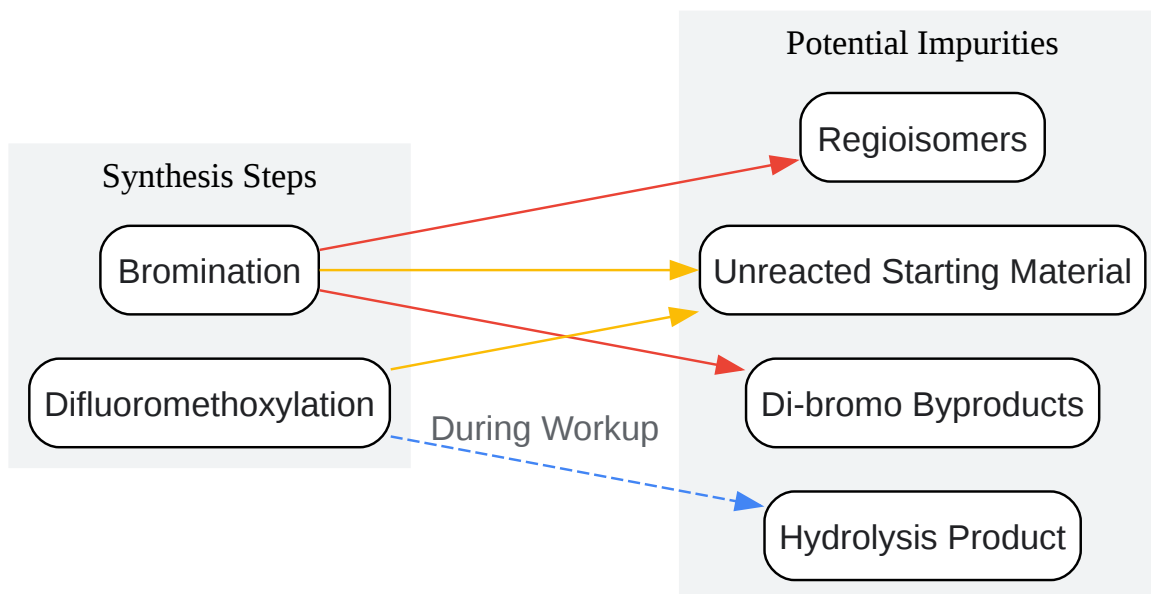 Synthesis Steps
Bromination
Difluoromethoxylation
During Workup
Potential Impurities
Regioisomers
Unreacted Starting Material
Di-bromo Byproducts
Hydrolysis Product